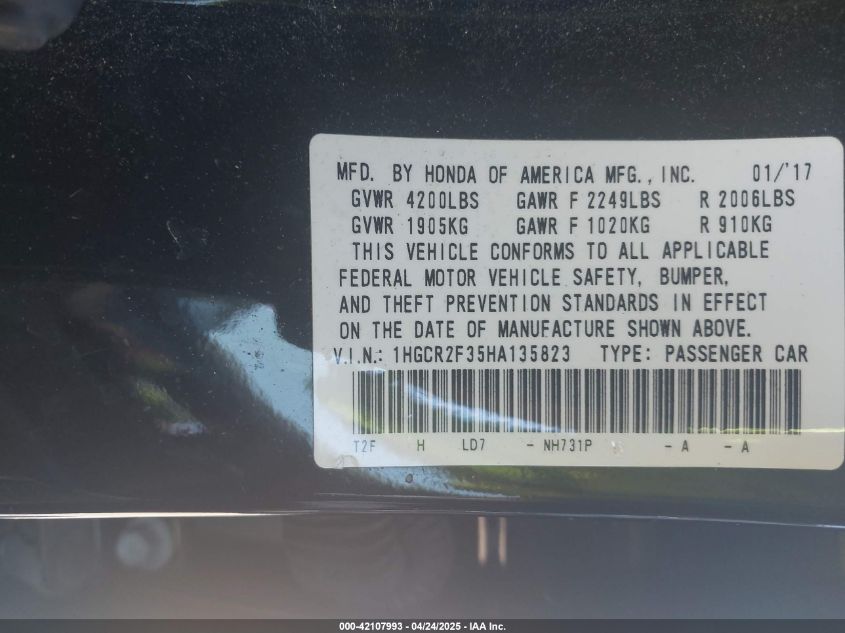 MFD. BY HONDA OF AMERICA MFG., INC. 01/'17
GVWR 4200LBS GAWR F 2249LBS R 2006LBS
GVWR 1905KG GAWR F 1020KG R 910KG
THIS VEHICLE CONFORMS TO ALL APPLICABLE
FEDERAL MOTOR VEHICLE SAFETY, BUMPER,
AND THEFT PREVENTION STANDARDS IN EFFECT
ON THE DATE OF MANUFACTURE SHOWN ABOVE.
V.I.N.: 1HGCR2F35HA135823 TYPE: PASSENGER CAR
T2F H LD7 - NH731P - A - A
000-42107993 - 04/24/2025 - IAA Inc.